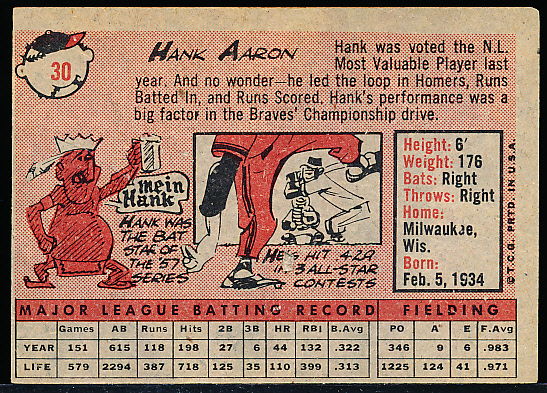 30
HANK AARON
Hank was voted the N.L.
Most Valuable Player last
year. And no wonder—he led the loop in Homers, Runs
Batted In, and Runs Scored. Hank's performance was a
big factor in the Braves' Championship drive.
mein
Hank
HANK WAS
THE BAT
STAR OF
THE 57
SERIES
HE'S HIT .429
IN 3 ALL-STAR
CONTESTS
Height: 6'
Weight: 176
Bats: Right
Throws: Right
Home:
Milwaukee,
Wis.
Born:
Feb. 5, 1934
© T.C.G. PRTD. IN U.S.A.
MAJOR LEAGUE BATTING RECORD FIELDING
Games AB Runs Hits 2B 3B HR RBI B.Avg PO A E F.Avg
YEAR 151 615 118 198 27 6 44 132 .322 346 9 6 .983
LIFE 579 2294 387 718 125 35 110 399 .313 1225 124 41 .971